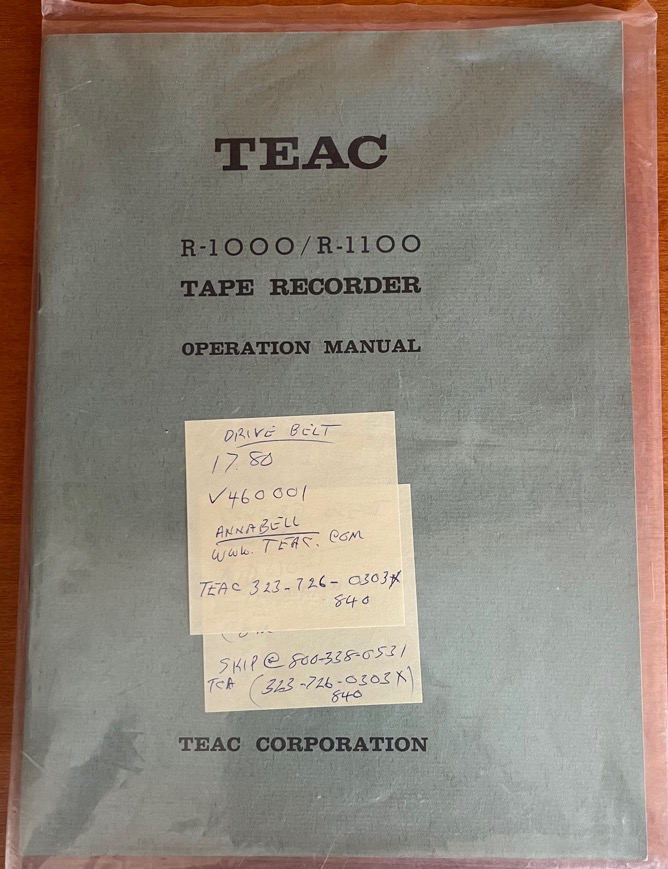 TEAC
R-1000/R-1100
TAPE RECORDER
OPERATION MANUAL
DRIVE BELT
17.80
√460001
ANNABELL
WWW. TEAC. COM
TEAC 323-726-0303X
840
SKIP @ 800-338-0531
TCA (323-726-0303X)
840
TEAC CORPORATION